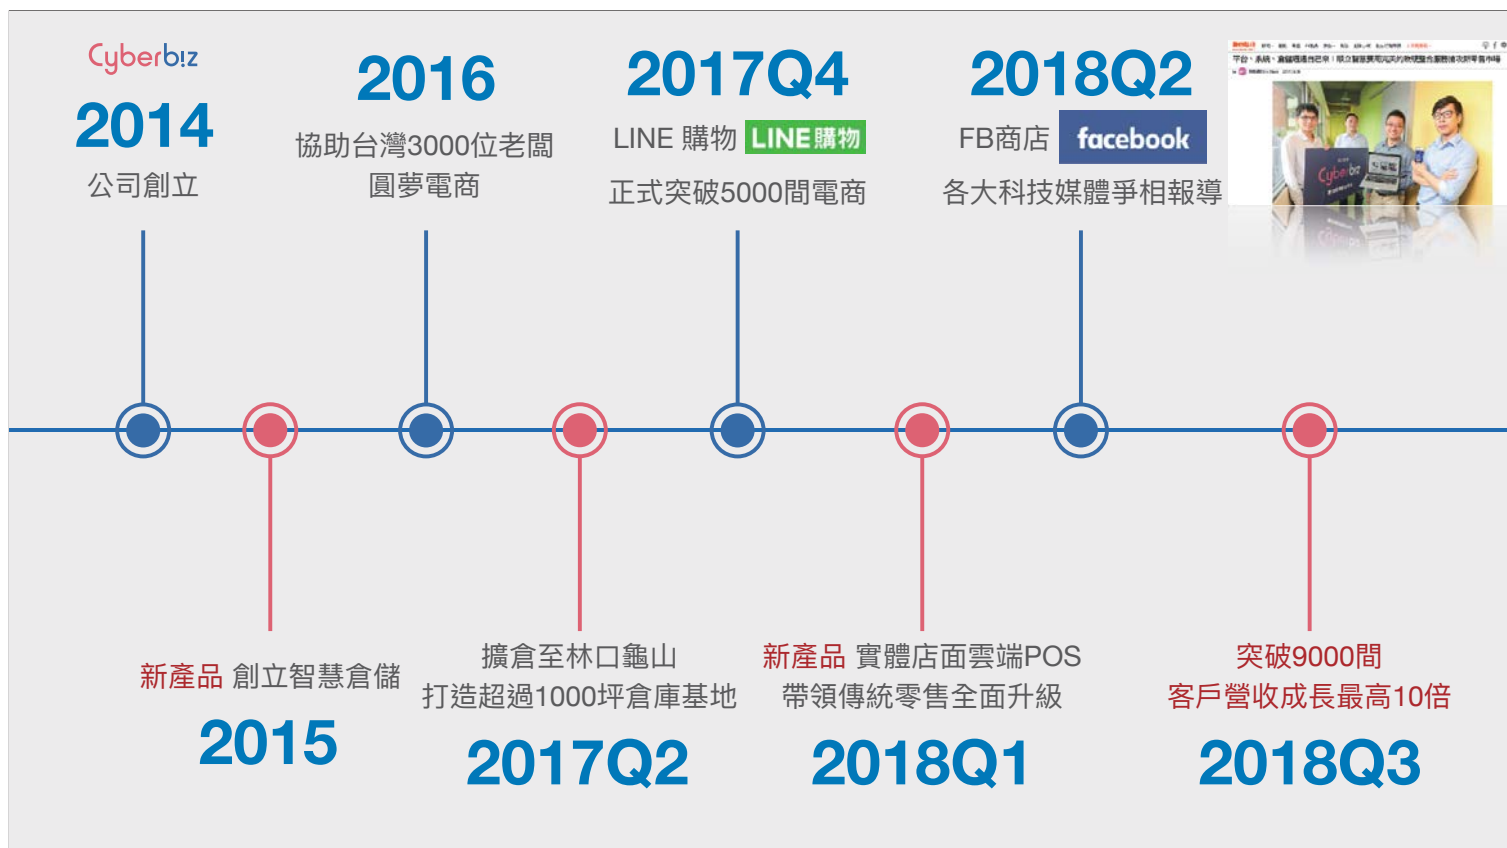 Cyberbiz
2014
公司創立
2016
協助台灣3000位老闆
圓夢電商
2017Q4
LINE 購物 LINE購物
正式突破5000間電商
2018Q2
FB商店 facebook
各大科技媒體爭相報導
Cyberbiz
新產品 創立智慧倉儲
2015
擴倉至林口龜山
打造超過1000坪倉庫基地
2017Q2
新產品 實體店面雲端POS
帶領傳統零售全面升級
2018Q1
突破9000間
客戶營收成長最高10倍
2018Q3